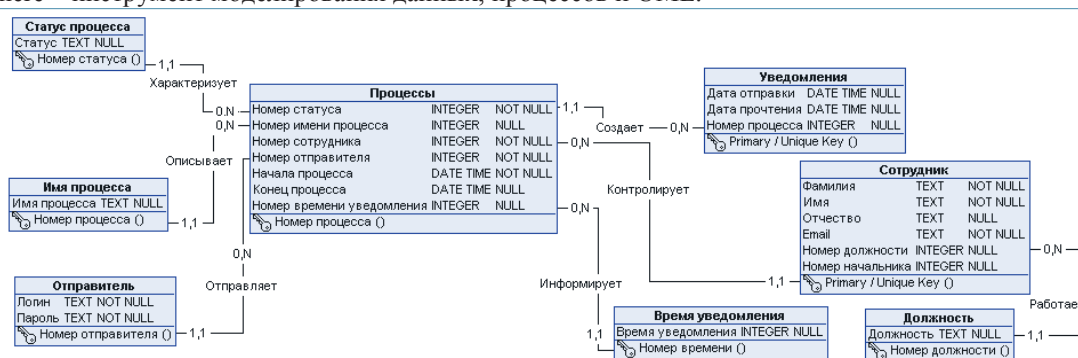 инструмент моделирования данных, процессов и UML.
Статус процесса
Статус TEXT NULL
Номер статуса ()
1,1
Характеризует
0,N
Процессы
Номер статуса INTEGER NOT NULL
Номер имени процесса INTEGER NULL
Номер сотрудника INTEGER NOT NULL
Номер отправителя INTEGER NOT NULL
Начала процесса DATE TIME NOT NULL
Конец процесса DATE TIME NULL
Номер времени уведомления INTEGER NULL
Номер процесса ()
1,1
Создает
0,N
Уведомления
Дата отправки DATE TIME NULL
Дата прочтения DATE TIME NULL
Номер процесса INTEGER NULL
Primary / Unique Key ()
0,N
Описывает
1,1
Имя процесса
Имя процесса TEXT NULL
Номер процесса ()
0,N
Контролирует
1,1
Сотрудник
Фамилия TEXT NOT NULL
Имя TEXT NOT NULL
Отчество TEXT NULL
Email TEXT NOT NULL
Номер должности INTEGER NULL
Номер начальника INTEGER NULL
Primary / Unique Key ()
0,N
0,N
Отправляет
1,1
Отправитель
Логин TEXT NOT NULL
Пароль TEXT NOT NULL
Номер отправителя ()
0,N
Информирует
1,1
Время уведомления
Время уведомления INTEGER NULL
Номер времени ()
Работае
Должность
Должность TEXT NULL
Номер должности ()
1,1